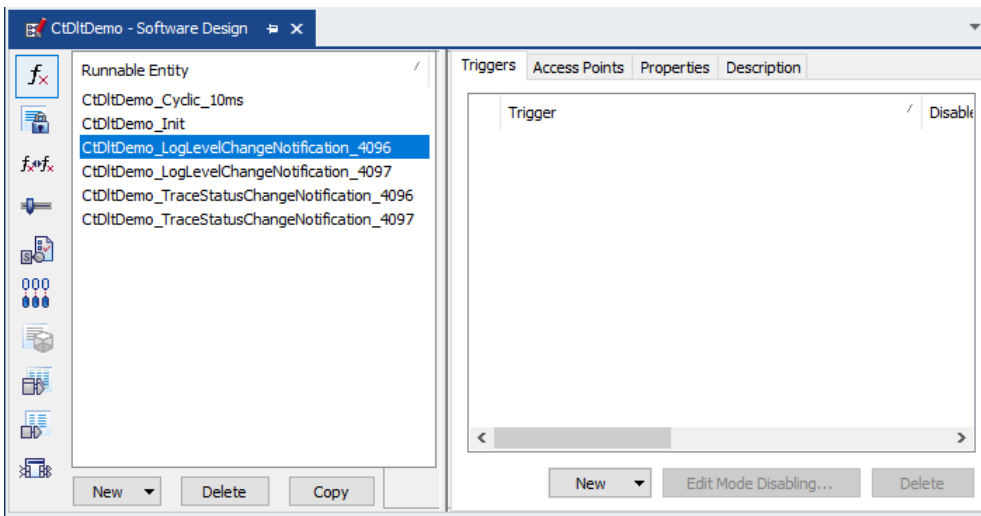 CtDltDemo - Software Design
Runnable Entity
CtDltDemo_Cyclic_10ms
CtDltDemo_Init
CtDltDemo_LogLevelChangeNotification_4096
CtDltDemo_LogLevelChangeNotification_4097
CtDltDemo_TraceStatusChangeNotification_4096
CtDltDemo_TraceStatusChangeNotification_4097
New Delete Copy
Triggers Access Points Properties Description
Trigger Disable
New Edit Mode Disabling... Delete